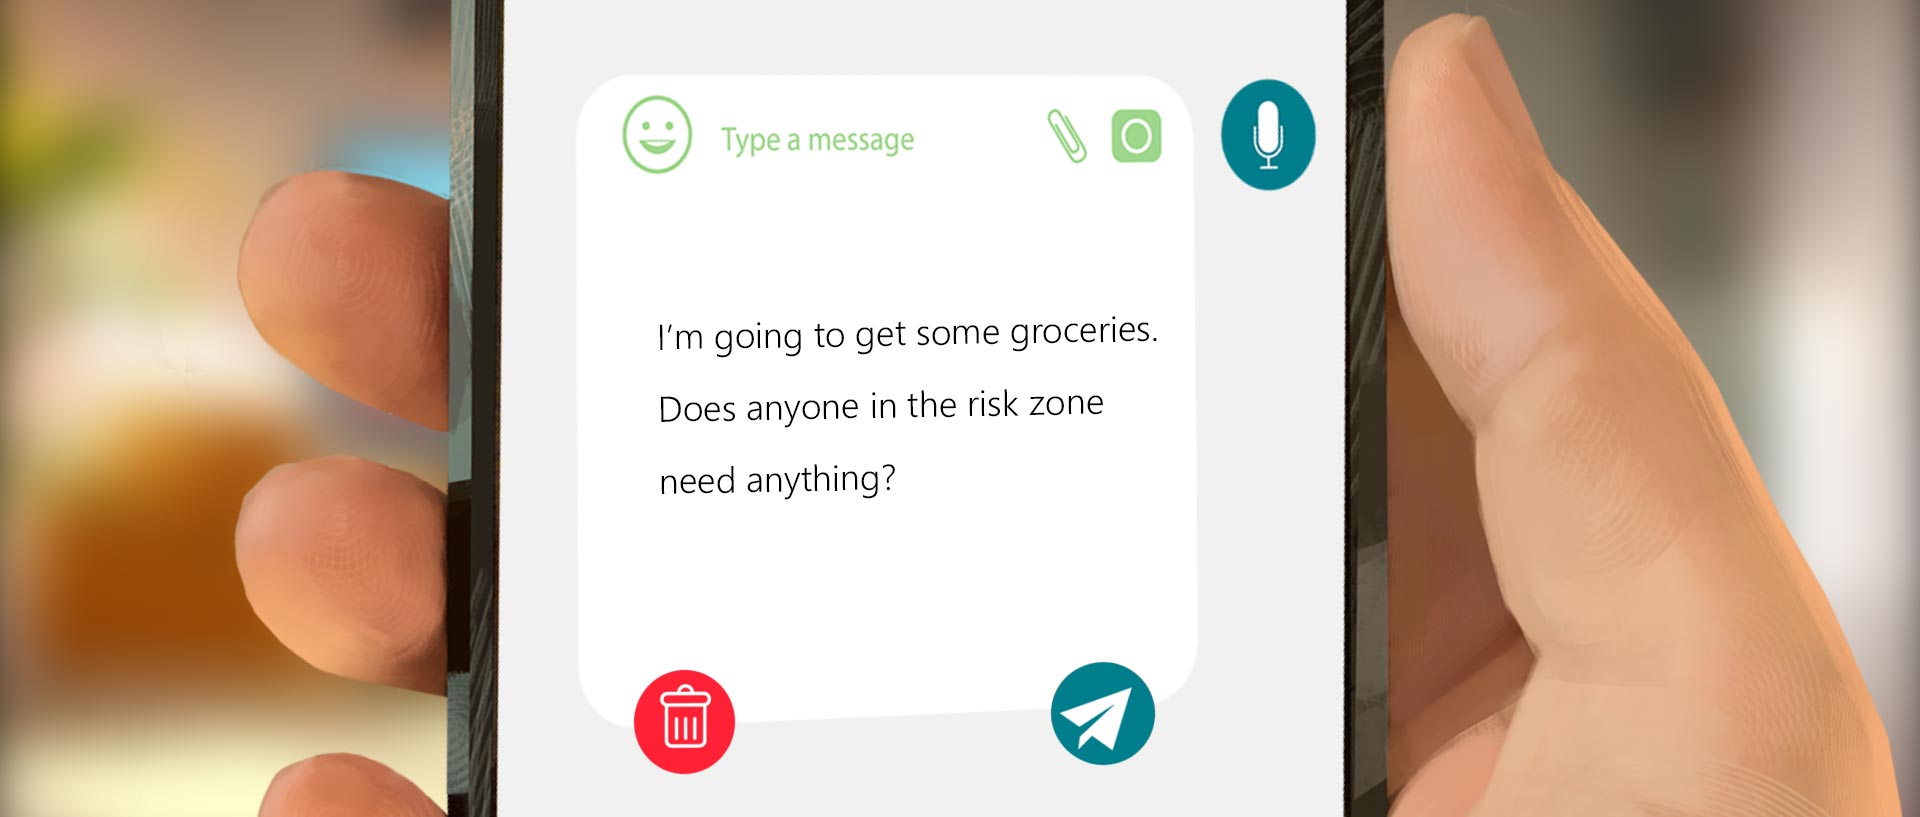 Type a message
I’m going to get some groceries.
Does anyone in the risk zone
need anything?